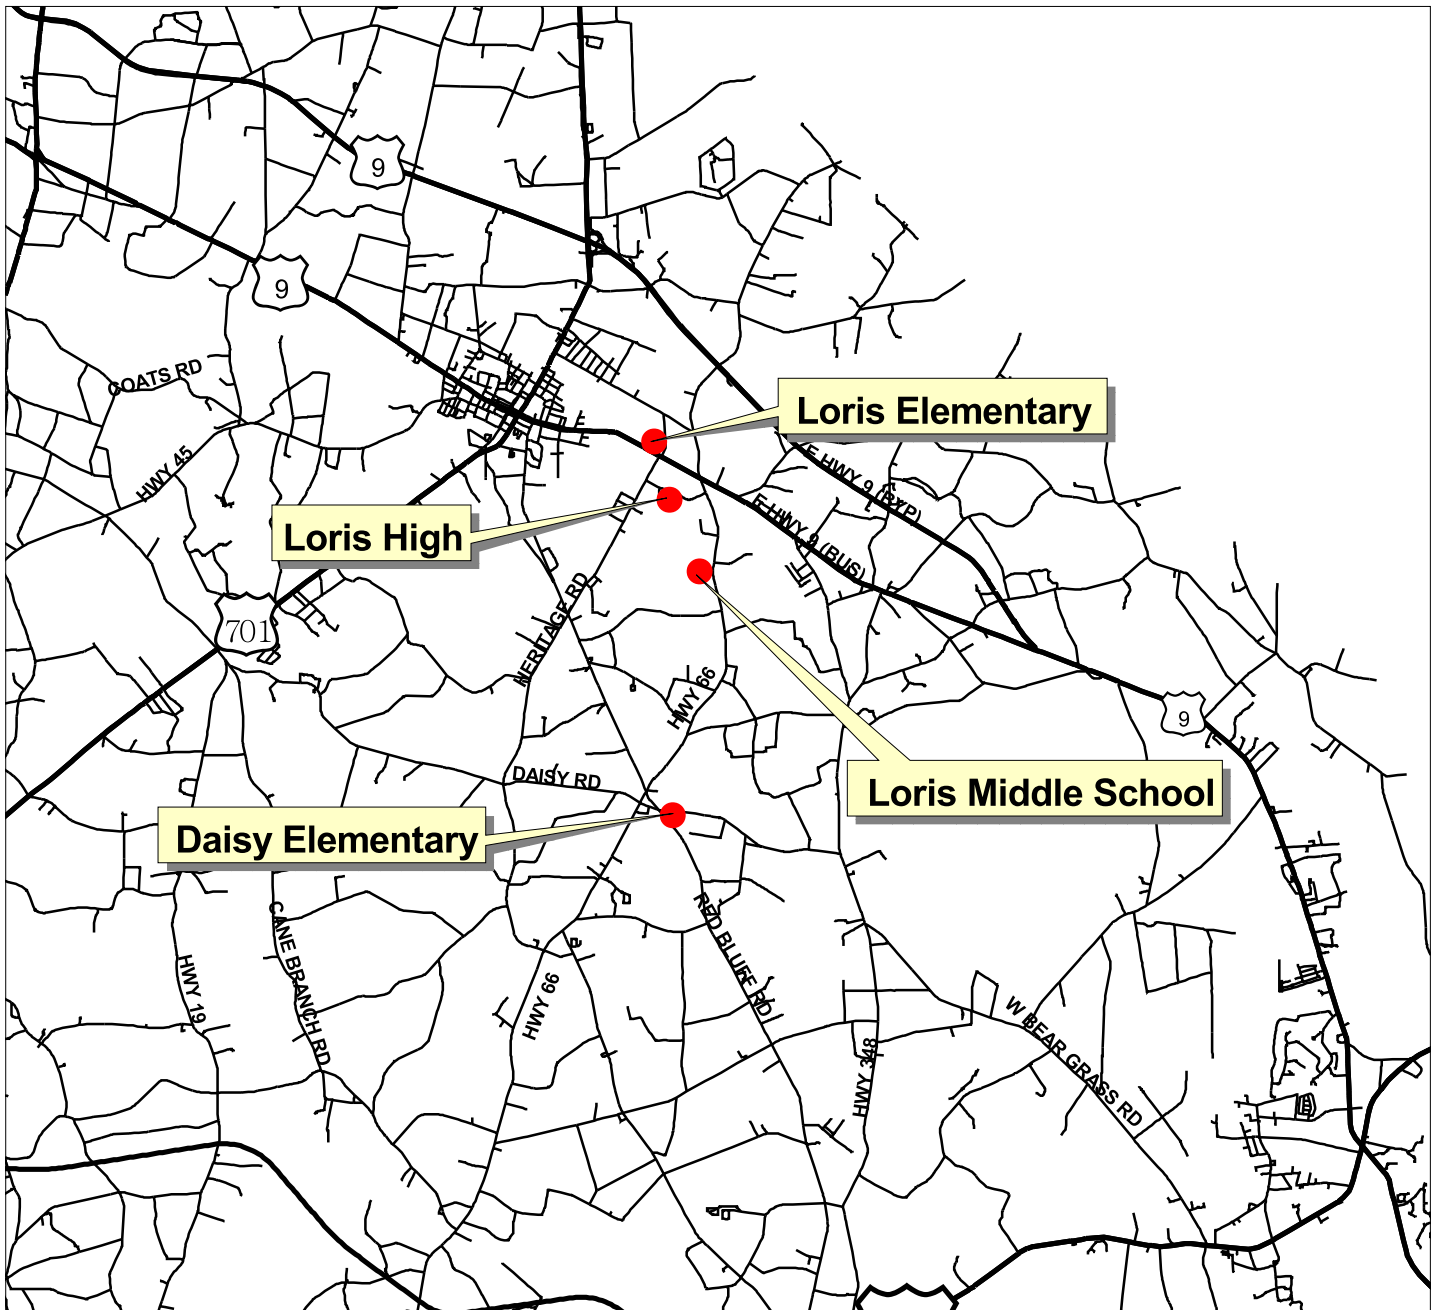 9
9
COATS RD
Loris Elementary
HWY 45
E HWY 9 (BYP)
E HWY 9 (BUS)
Loris High
HERITAGE RD
701
HWY 66
9
DAISY RD
Loris Middle School
Daisy Elementary
RED BLUFF RD
CANE BRANCH RD
HWY 19
HWY 66
W BEAR GRASS RD
HWY 348